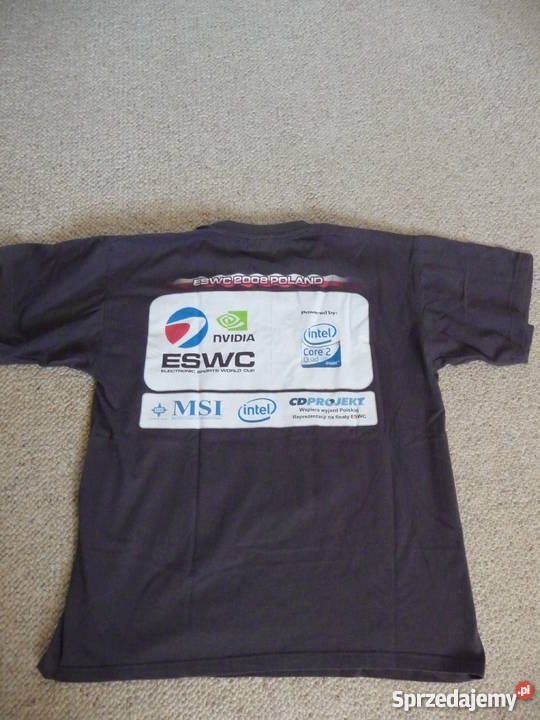 ESWC 2008 POLAND
NVIDIA
ESWC
ELECTRONIC SPORTS WORLD CUP
Powered by:
intel
Core 2
Quad
MSI
intel
CDPROJEKT
Wspiera wyjazd Polskiej
Reprezentacji na finały ESWC
Sprzedajemy.pl